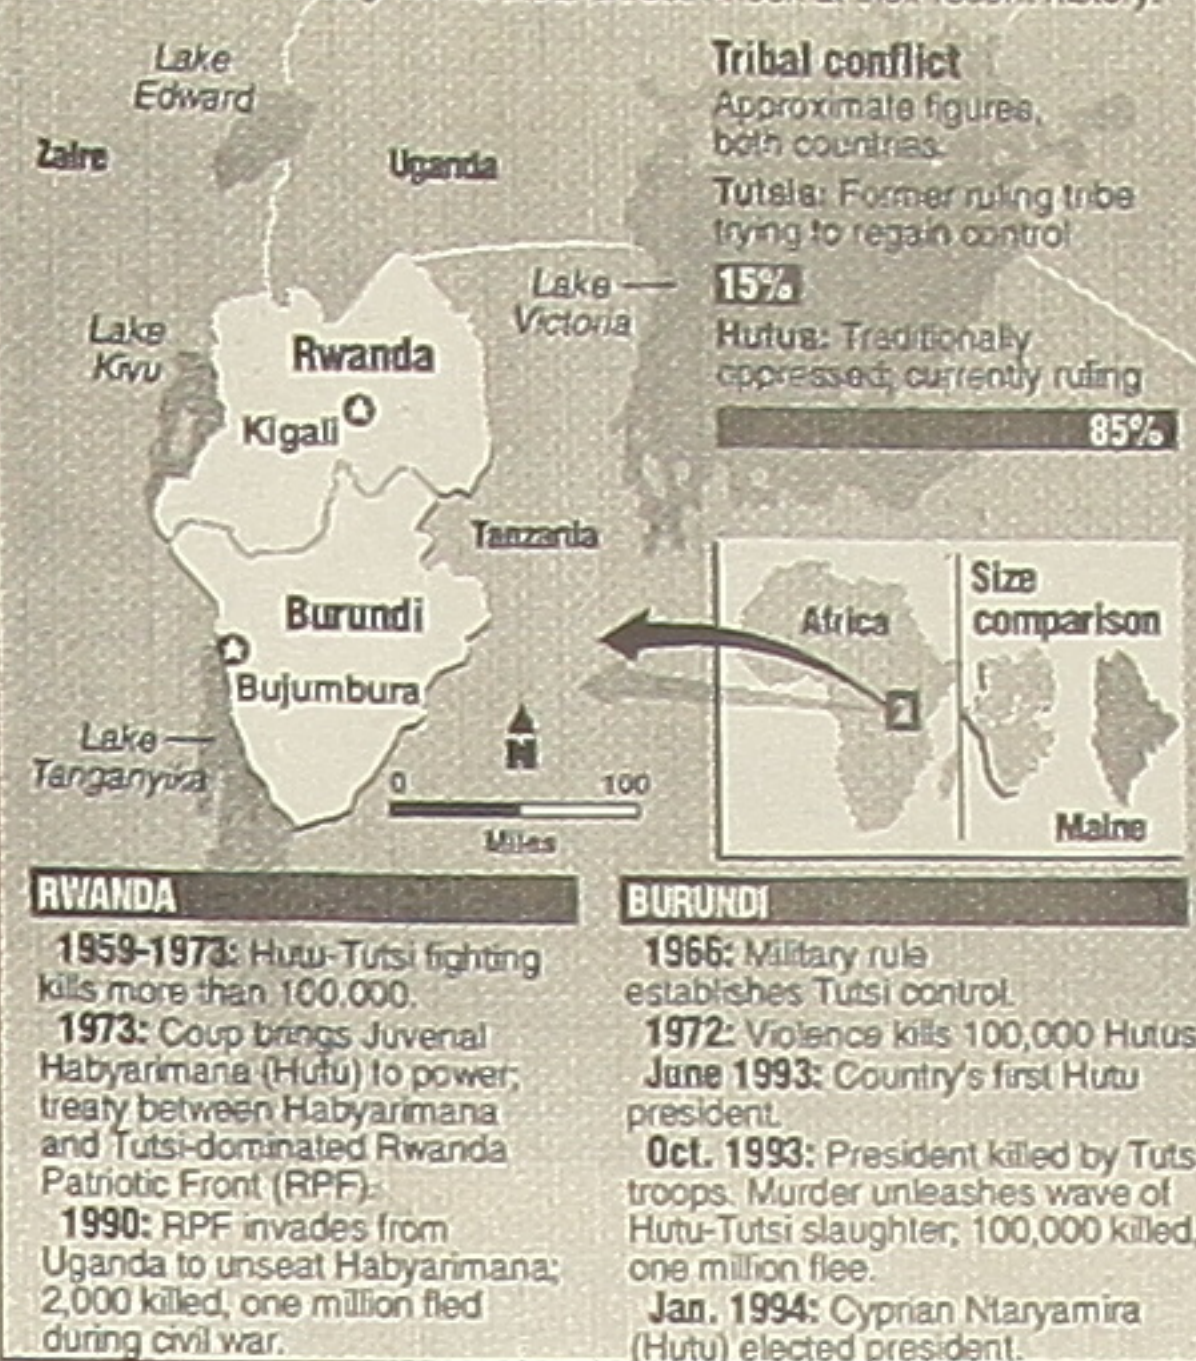 Lake
Edward
Zaire
Uganda
Lake
Victoria
Lake
Kivu
Rwanda
Kigali
Tanzania
Burundi
Bujumbura
Lake
Tanganyika
N
0 100
Miles
Tribal conflict
Approximate figures,
both countries.
Tutsis: Former ruling tribe
trying to regain control
15%
Hutus: Traditionally
oppressed; currently ruling
85%
Africa
Size
comparison
Maine
RWANDA
1959-1973: Hutu-Tutsi fighting
kills more than 100,000.
1973: Coup brings Juvenal
Habyarimana (Hutu) to power;
treaty between Habyarimana
and Tutsi-dominated Rwanda
Patriotic Front (RPF).
1990: RPF invades from
Uganda to unseat Habyarimana;
2,000 killed, one million fled
during civil war.
BURUNDI
1966: Military rule
establishes Tutsi control.
1972: Violence kills 100,000 Hutus
June 1993: Country's first Hutu
president.
Oct. 1993: President killed by Tuts
troops. Murder unleashes wave of
Hutu-Tutsi slaughter; 100,000 killed,
one million flee.
Jan. 1994: Cyprian Ntaryamira
(Hutu) elected president.